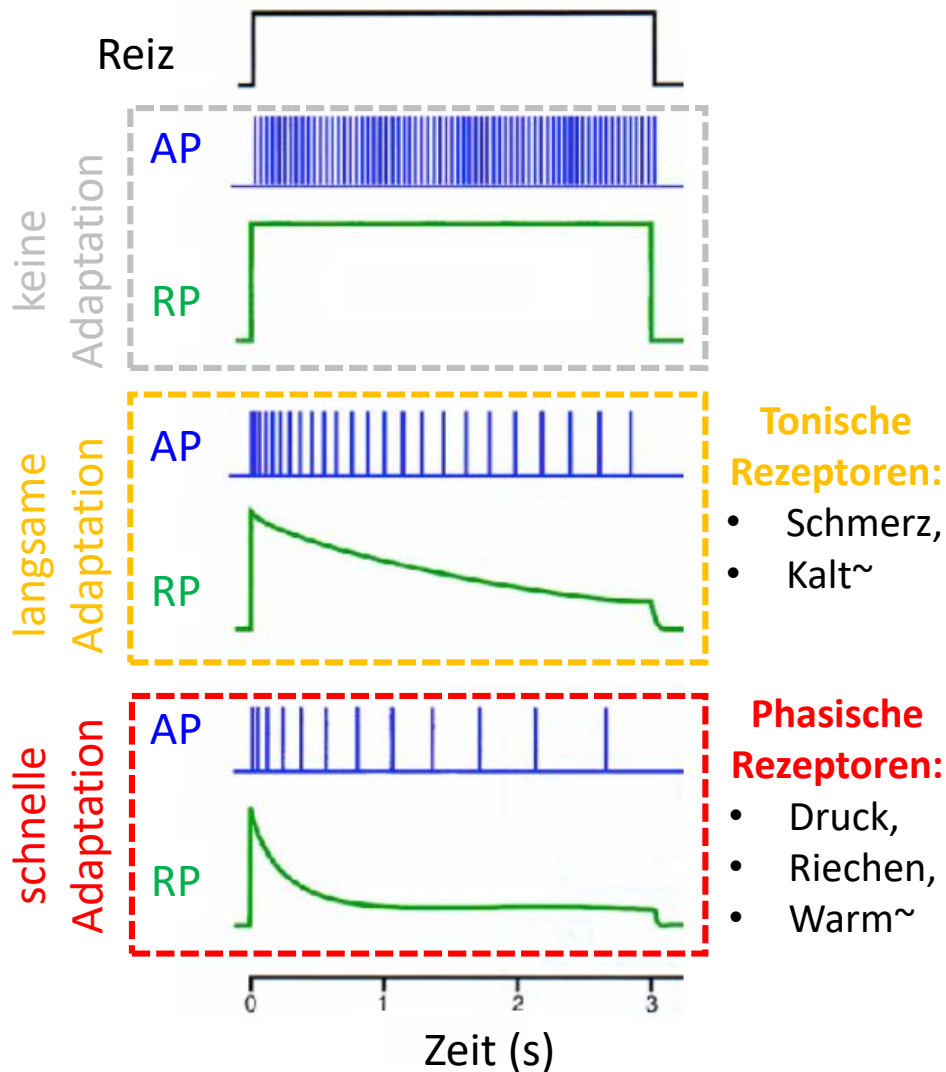 Reiz
keine
Adaptation
AP
RP
langsame
Adaptation
AP
RP
Tonische
Rezeptoren:
• Schmerz,
• Kalt~
schnelle
Adaptation
AP
RP
Phasische
Rezeptoren:
• Druck,
• Riechen,
• Warm~
0 1 2 3
Zeit (s)